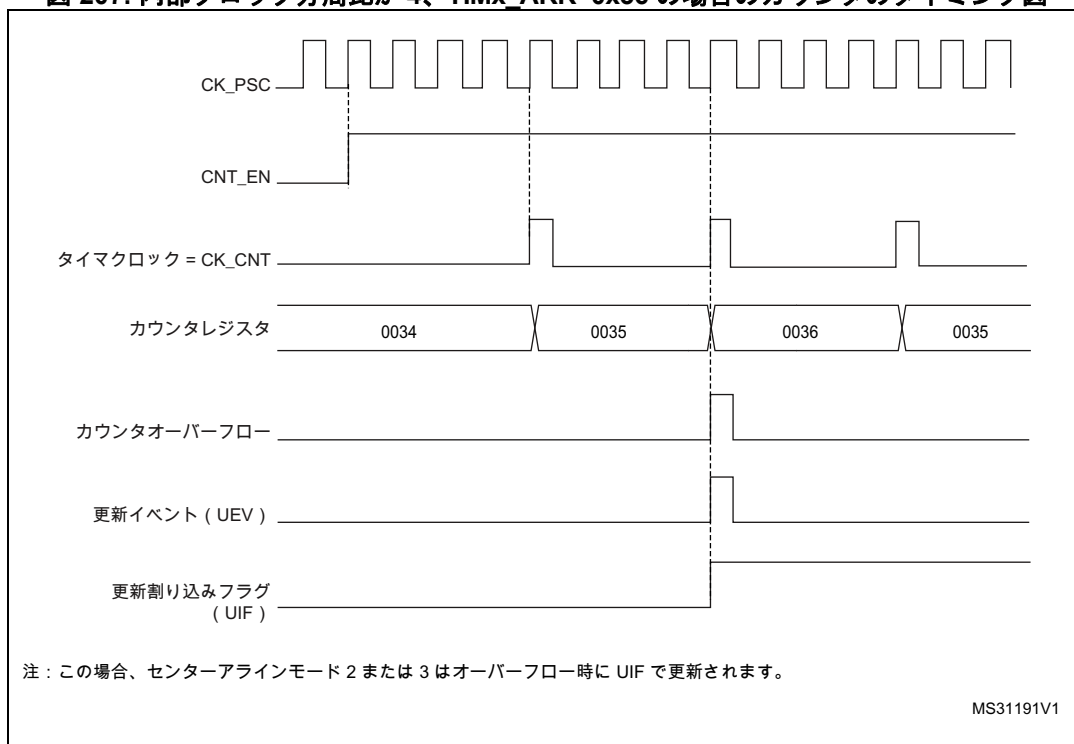 CK_PSC
CNT_EN
タイマクロック = CK_CNT
カウンタレジスタ
0034
0035
0036
0035
カウンタオーバーフロー
更新イベント ( UEV )
更新割り込みフラグ
( UIF )
注 : この場合、センターアラインモード 2 または 3 はオーバーフロー時に UIF で更新されます。
MS31191V1